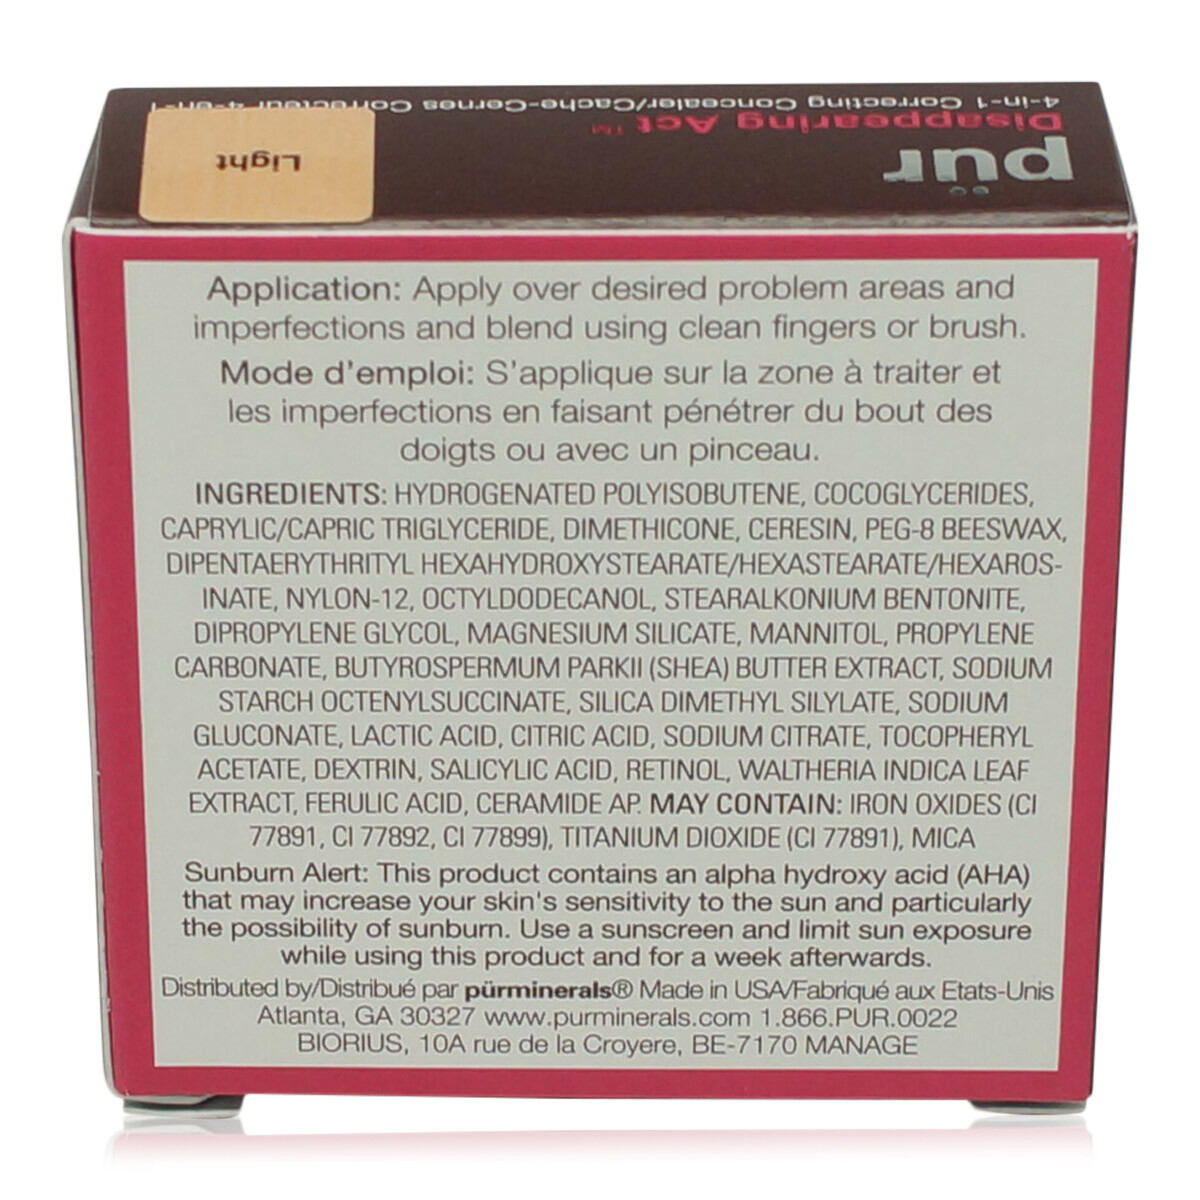 4-in-1 Correcting Concealer/Cache-Cernes Correcteur 4-en-1
Disappearing Act™
pür
Light
Application: Apply over desired problem areas and
imperfections and blend using clean fingers or brush.
Mode d'emploi: S'applique sur la zone à traiter et
les imperfections en faisant pénétrer du bout des
doigts ou avec un pinceau.
INGREDIENTS: HYDROGENATED POLYISOBUTENE, COCOGLYCERIDES,
CAPRYLIC/CAPRIC TRIGLYCERIDE, DIMETHICONE, CERESIN, PEG-8 BEESWAX,
DIPENTAERYTHRITYL HEXAHYDROXYSTEARATE/HEXASTEARATE/HEXAROS-
INATE, NYLON-12, OCTYLDODECANOL, STEARALKONIUM BENTONITE,
DIPROPYLENE GLYCOL, MAGNESIUM SILICATE, MANNITOL, PROPYLENE
CARBONATE, BUTYROSPERMUM PARKII (SHEA) BUTTER EXTRACT, SODIUM
STARCH OCTENYLSUCCINATE, SILICA DIMETHYL SILYLATE, SODIUM
GLUCONATE, LACTIC ACID, CITRIC ACID, SODIUM CITRATE, TOCOPHERYL
ACETATE, DEXTRIN, SALICYLIC ACID, RETINOL, WALTHERIA INDICA LEAF
EXTRACT, FERULIC ACID, CERAMIDE AP. MAY CONTAIN: IRON OXIDES (CI
77891, CI 77892, CI 77899), TITANIUM DIOXIDE (CI 77891), MICA
Sunburn Alert: This product contains an alpha hydroxy acid (AHA)
that may increase your skin's sensitivity to the sun and particularly
the possibility of sunburn. Use a sunscreen and limit sun exposure
while using this product and for a week afterwards.
Distributed by/Distribué par pürminerals® Made in USA/Fabriqué aux Etats-Unis
Atlanta, GA 30327 www.purminerals.com 1.866.PUR.0022
BIORIUS, 10A rue de la Croyere, BE-7170 MANAGE